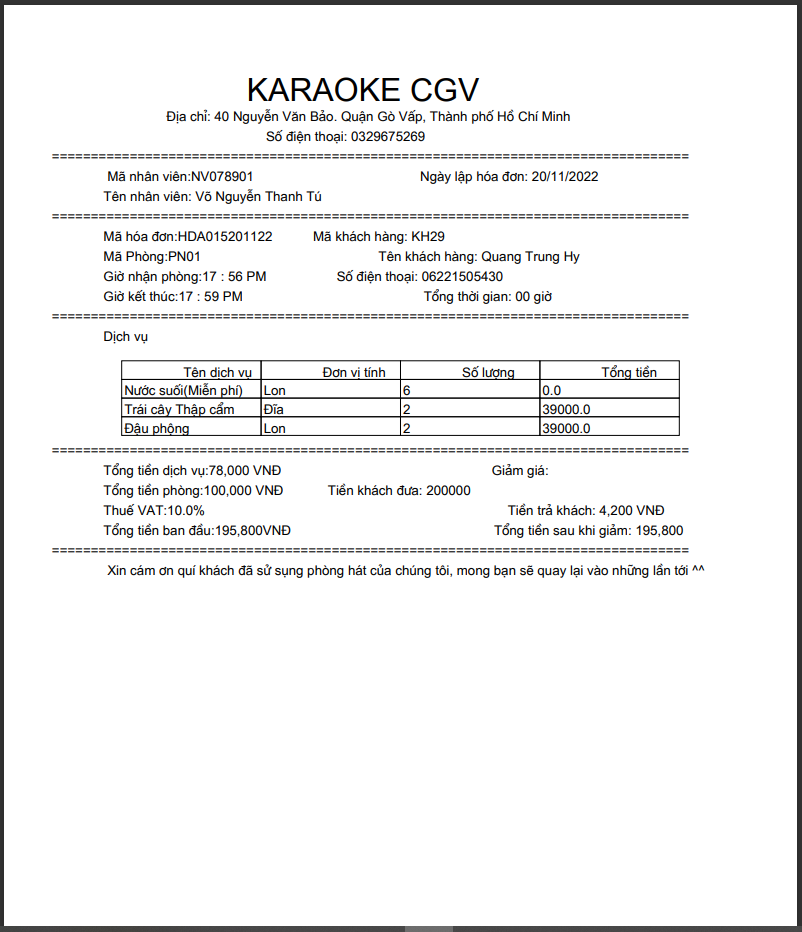 KARAOKE CGV
Địa chỉ: 40 Nguyễn Văn Bảo. Quận Gò Vấp, Thành phố Hồ Chí Minh
Số điện thoại: 0329675269
==================================================================================
Mã nhân viên:NV078901 Ngày lập hóa đơn: 20/11/2022
Tên nhân viên: Võ Nguyễn Thanh Tú
==================================================================================
Mã hóa đơn:HDA015201122 Mã khách hàng: KH29
Mã Phòng:PN01 Tên khách hàng: Quang Trung Hy
Giờ nhận phòng:17 : 56 PM Số điện thoại: 06221505430
Giờ kết thúc:17 : 59 PM Tổng thời gian: 00 giờ
==================================================================================
Dịch vụ
Tên dịch vụ Đơn vị tính Số lượng Tổng tiền
Nước suối(Miễn phí) Lon 6 0.0
Trái cây Thập cẩm Đĩa 2 39000.0
Đậu phộng Lon 2 39000.0
==================================================================================
Tổng tiền dịch vụ:78,000 VNĐ Giảm giá:
Tổng tiền phòng:100,000 VNĐ Tiền khách đưa: 200000
Thuế VAT:10.0% Tiền trả khách: 4,200 VNĐ
Tổng tiền ban đầu:195,800VNĐ Tổng tiền sau khi giảm: 195,800
==================================================================================
Xin cám ơn quí khách đã sử sụng phòng hát của chúng tôi, mong bạn sẽ quay lại vào những lần tới ^^